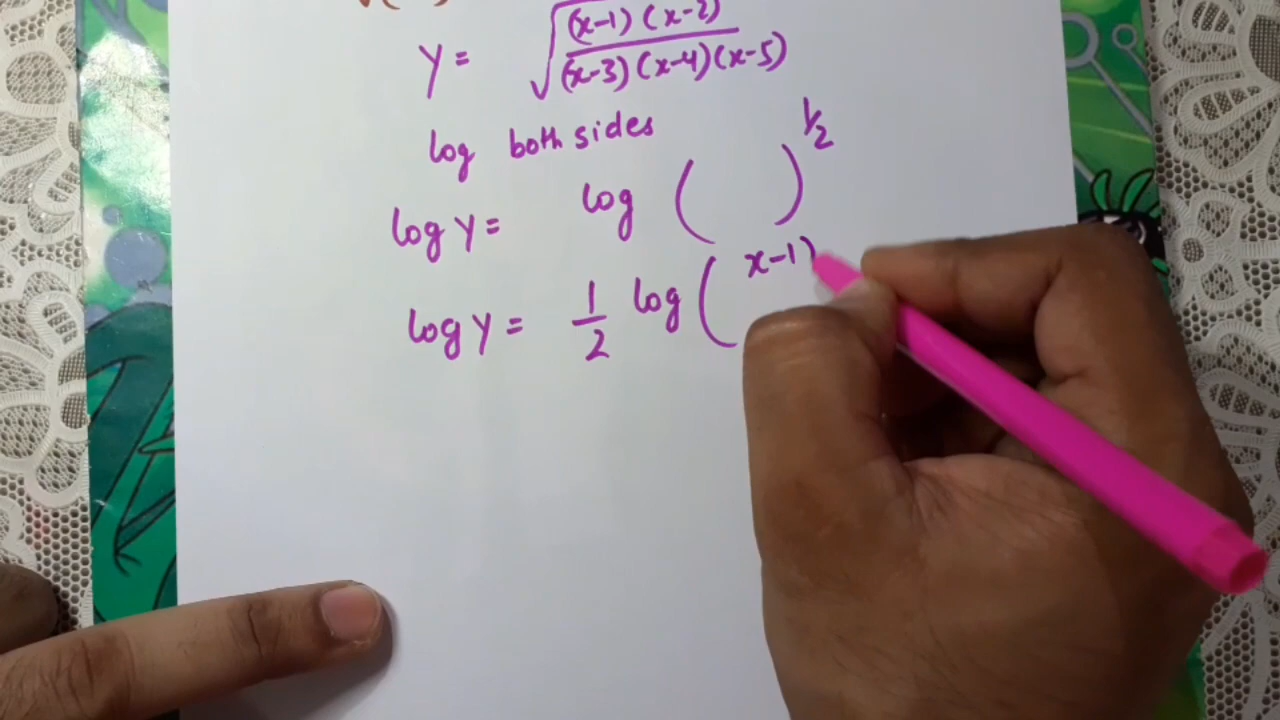 y = √((x-1)(x-2) / (x-3)(x-4)(x-5))
log both sides
log y = log ( )^1/2
log y = 1/2 log ( x-1)